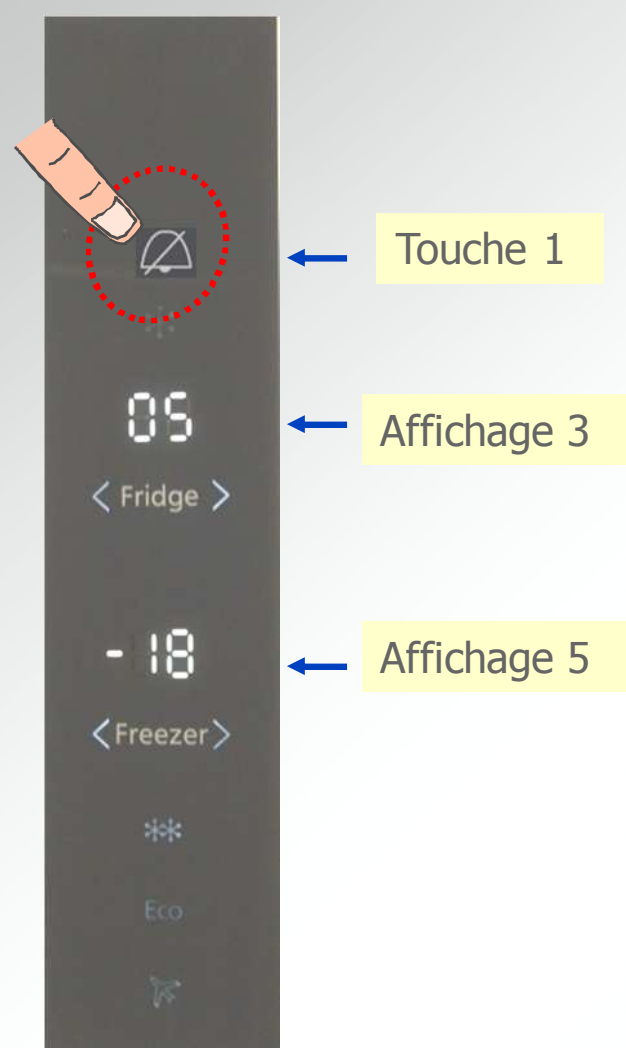 Touche 1
05
Affichage 3
< Fridge >
-18
Affichage 5
< Freezer >
Eco